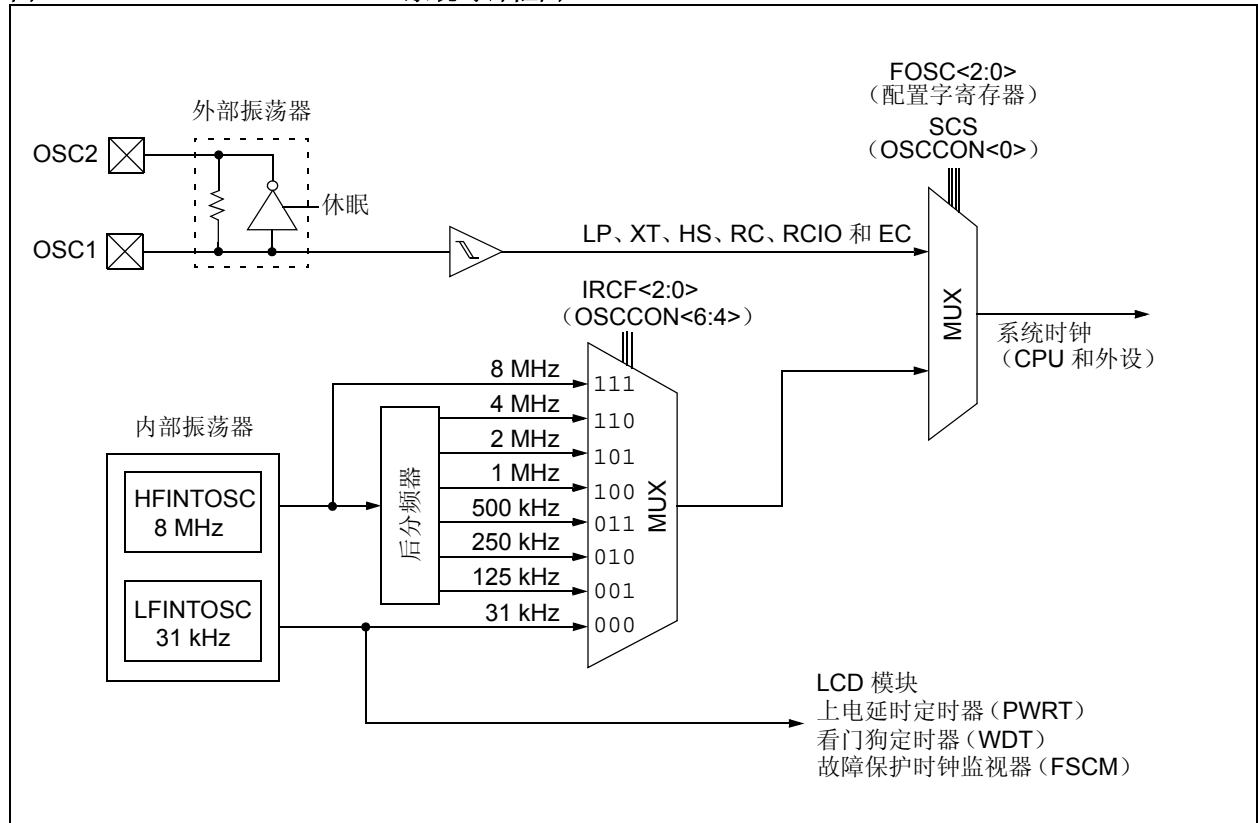 FOSC<2:0>
（配置字寄存器）
SCS
（OSCCON<0>）
外部振荡器
OSC2
休眠
OSC1
LP、XT、HS、RC、RCIO 和 EC
MUX
系统时钟
（CPU 和外设）
IRCF<2:0>
（OSCCON<6:4>）
8 MHz
111
4 MHz
110
2 MHz
101
1 MHz
100
500 kHz
011
250 kHz
010
125 kHz
001
31 kHz
000
MUX
后分频器
内部振荡器
HFINTOSC
8 MHz
LFINTOSC
31 kHz
LCD 模块
上电延时定时器（PWRT）
看门狗定时器（WDT）
故障保护时钟监视器（FSCM）